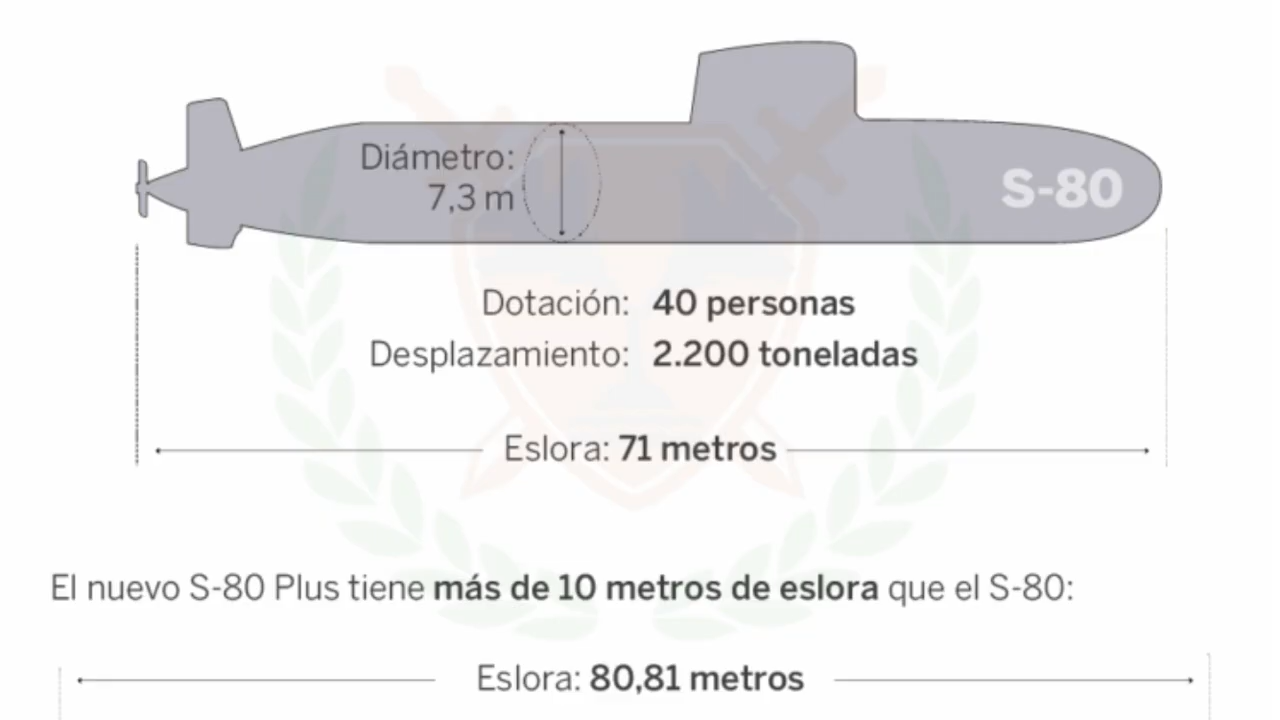 Diámetro:
7,3 m
S-80
Dotación: 40 personas
Desplazamiento: 2.200 toneladas
Eslora: 71 metros
El nuevo S-80 Plus tiene más de 10 metros de eslora que el S-80:
Eslora: 80,81 metros